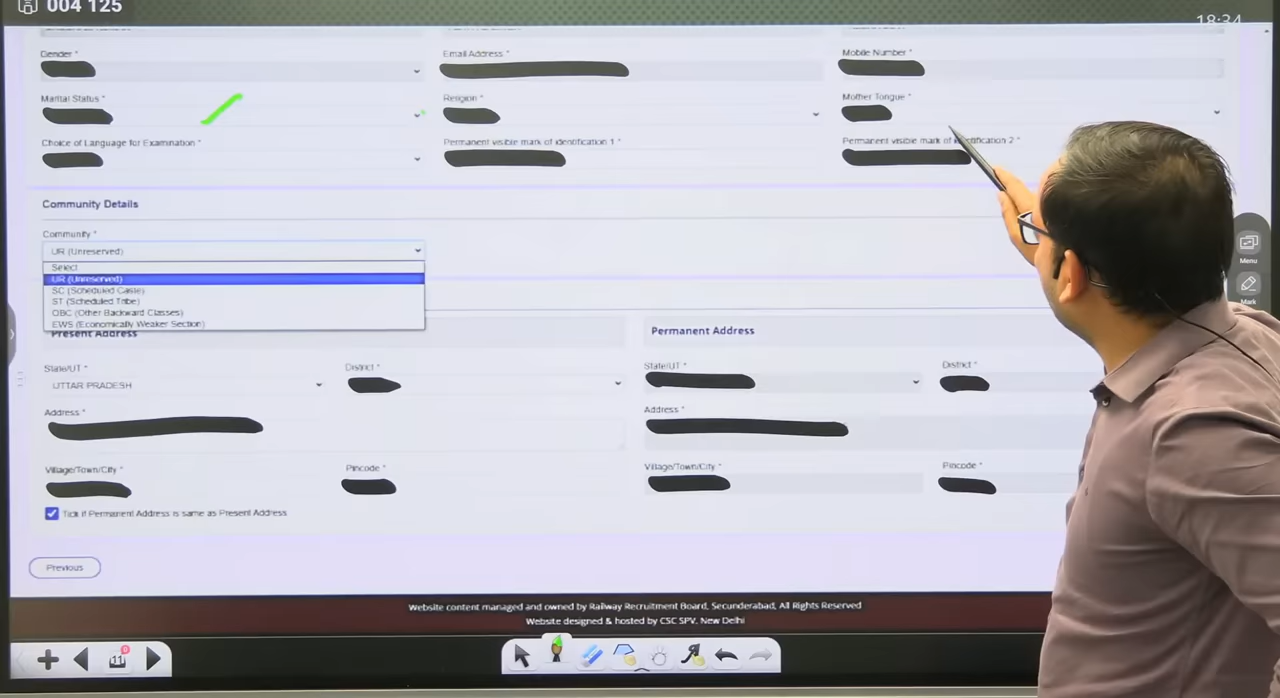 004 125
18:34
Gender *
Email Address *
Mobile Number *
Marital Status *
Religion *
Mother Tongue *
Choice of Language for Examination *
Permanent visible mark of identification 1 *
Permanent visible mark of identification 2 *
Community Details
Community *
UR (Unreserved)
Select
UR (Unreserved)
SC (Scheduled Caste)
ST (Scheduled Tribe)
OBC (Other Backward Classes)
EWS (Economically Weaker Section)
Present Address
Permanent Address
State/UT *
District *
State/UT *
District *
UTTAR PRADESH
Address *
Address *
Village/Town/City *
Pincode *
Village/Town/City *
Pincode *
Tick if Permanent Address is same as Present Address
Previous
Website content managed and owned by Railway Recruitment Board, Secunderabad, All Rights Reserved
Website designed & hosted by CSC SPV, New Delhi
Menu
Mark
11
0